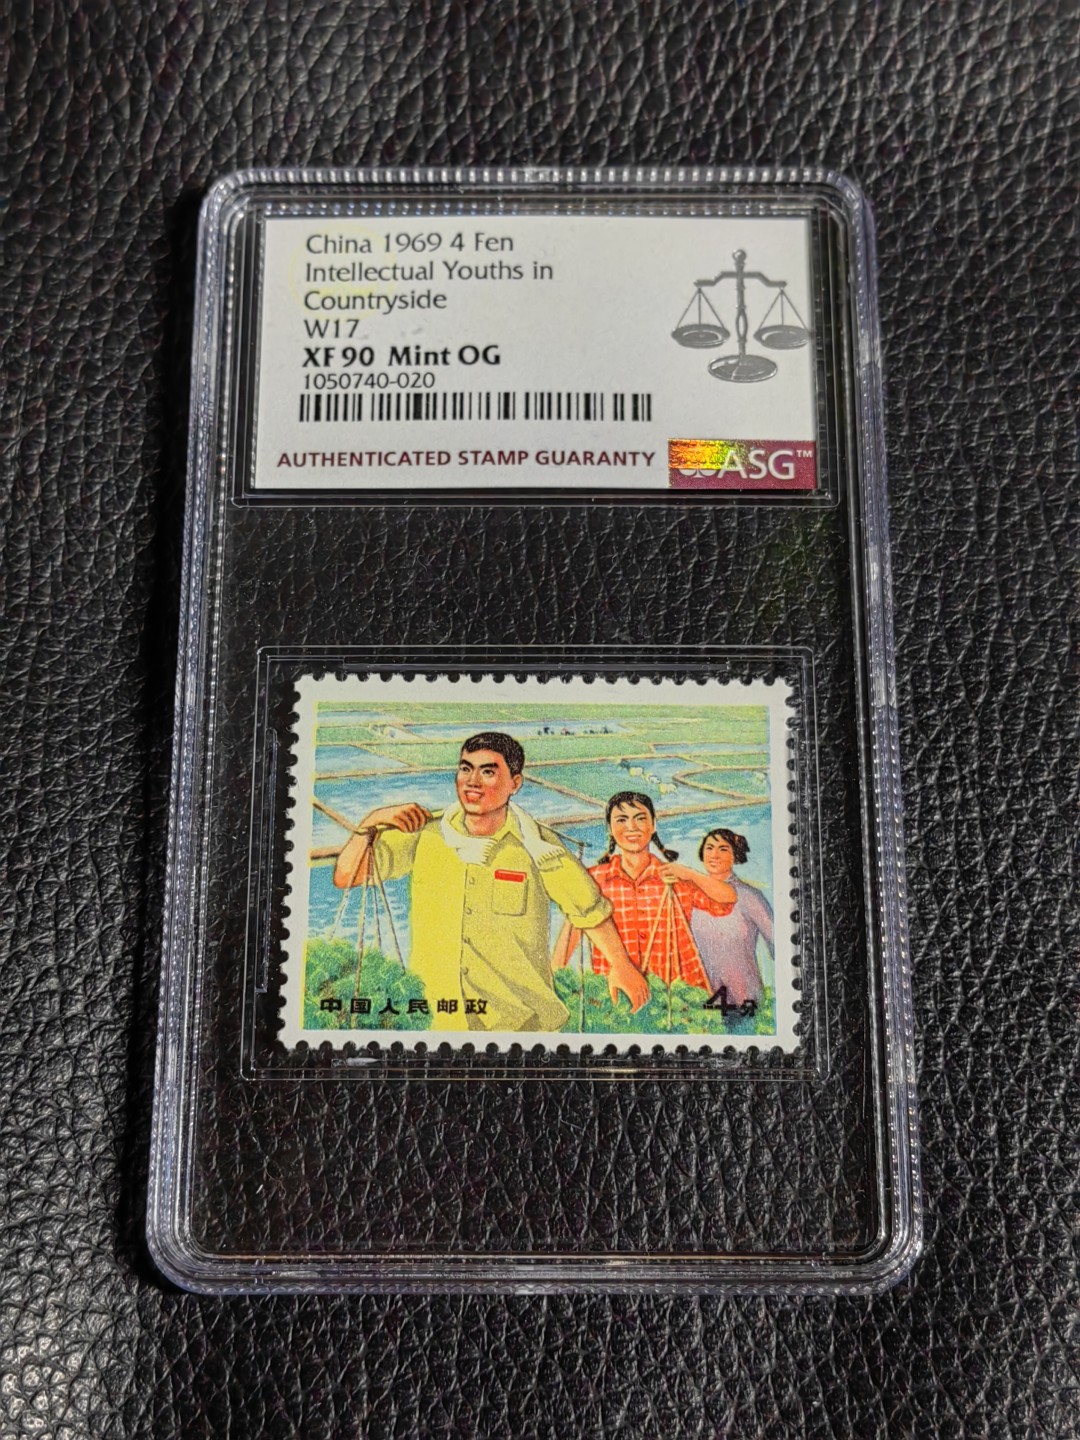 China 1969 4 Fen
Intellectual Youths in
Countryside
W17
XF 90 Mint OG
1050740-020
AUTHENTICATED STAMP GUARANTY
ASG™
中国人民邮政
4分